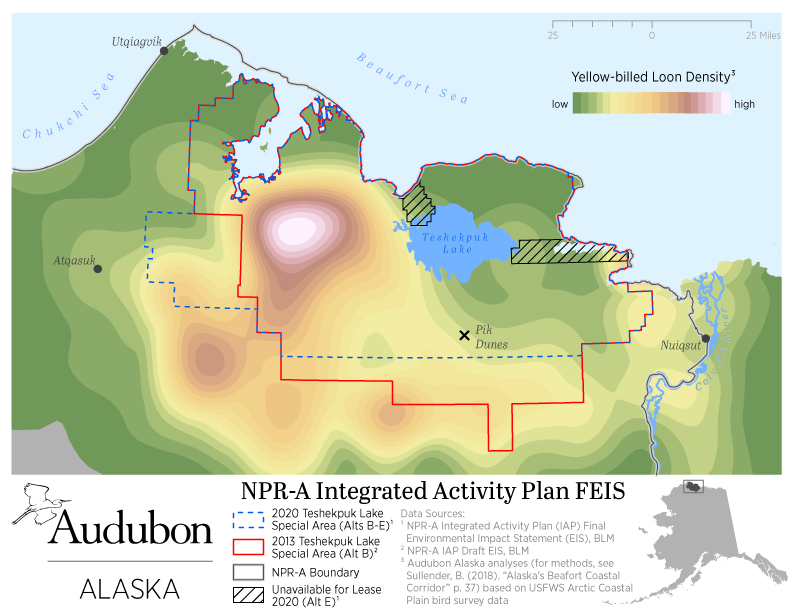 Utqiagvik
Chukchi Sea
Beaufort Sea
25 0 25 Miles
Yellow-billed Loon Density³
low high
Teshekpuk
Lake
Atqasuk
Pik
Dunes
Nuiqsut
Colville River
NPR-A Integrated Activity Plan FEIS
Audubon
ALASKA
2020 Teshekpuk Lake
Special Area (Alts B-E)¹
2013 Teshekpuk Lake
Special Area (Alt B)²
NPR-A Boundary
Unavailable for Lease
2020 (Alt E)¹
Data Sources:
¹ NPR-A Integrated Activity Plan (IAP) Final
Environmental Impact Statement (EIS), BLM
² NPR-A IAP Draft EIS, BLM
³ Audubon Alaska analyses (for methods, see
Sullender, B. (2018). “Alaska's Beafort Coastal
Corridor” p. 37) based on USFWS Arctic Coastal
Plain bird survey data